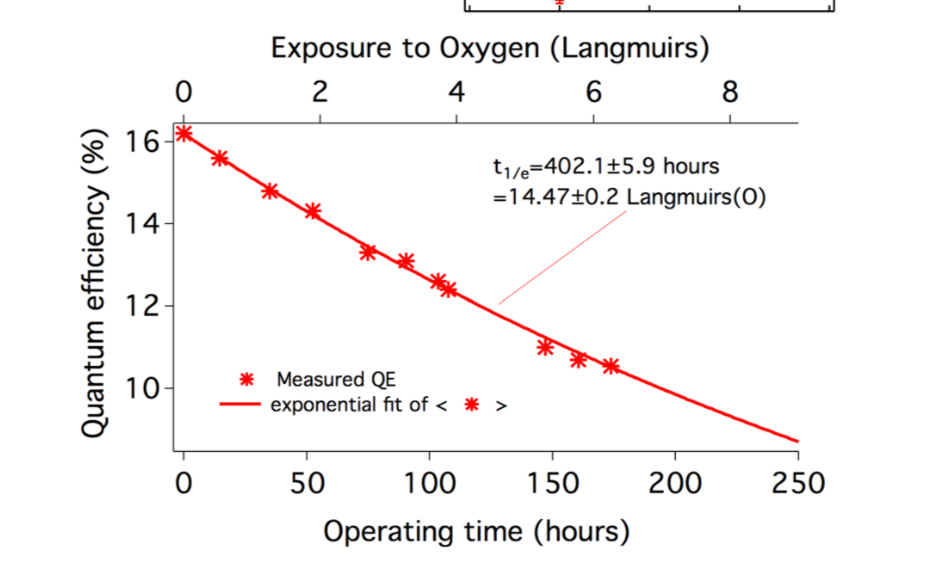 Exposure to Oxygen (Langmuirs)
0 2 4 6 8
Quantum efficiency (%)
16
14
12
10
t1/e=402.1±5.9 hours
=14.47±0.2 Langmuirs(O)
Measured QE
exponential fit of < * >
0 50 100 150 200 250
Operating time (hours)